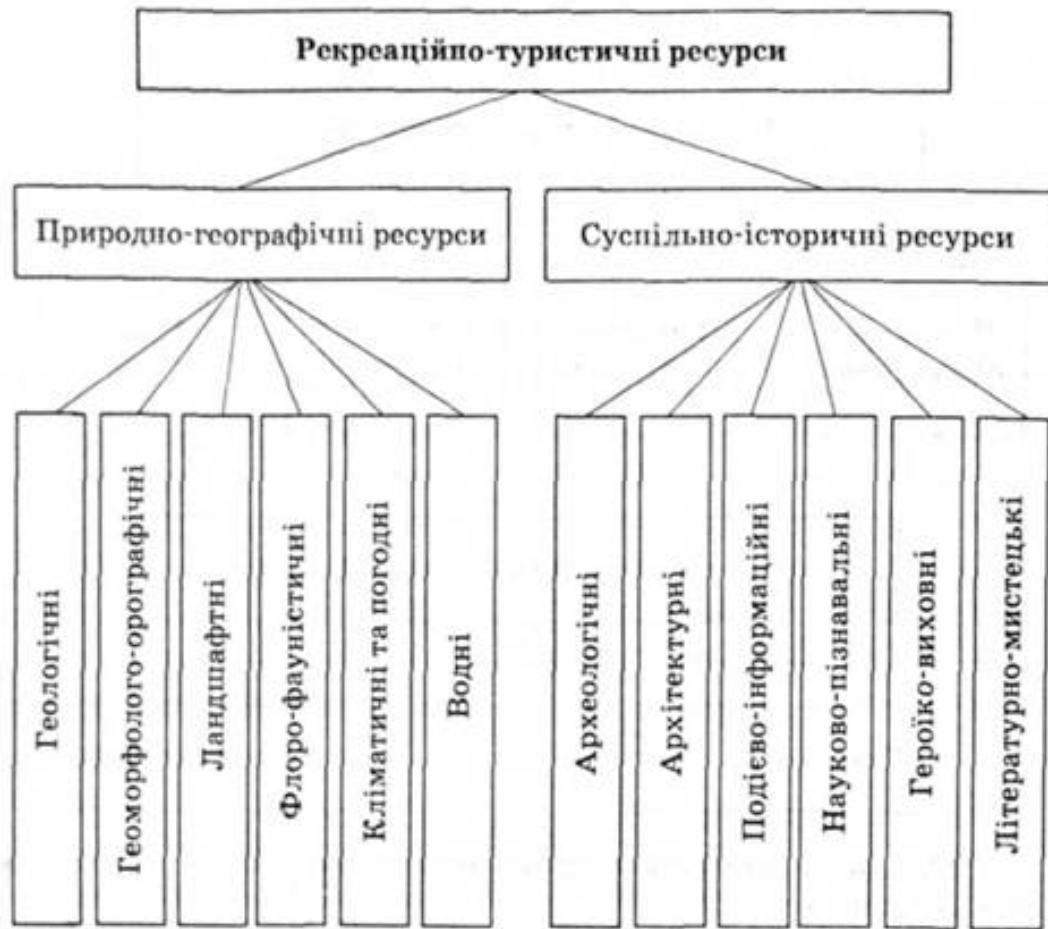 Рекреаційно-туристичні ресурси
Природно-географічні ресурси
Суспільно-історичні ресурси
Геологічні
Геоморфолого-орографічні
Ландшафтні
Флоро-фауністичні
Кліматичні та погодні
Водні
Археологічні
Архітектурні
Подієво-інформаційні
Науково-пізнавальні
Героїко-виховні
Літературно-мистецькі